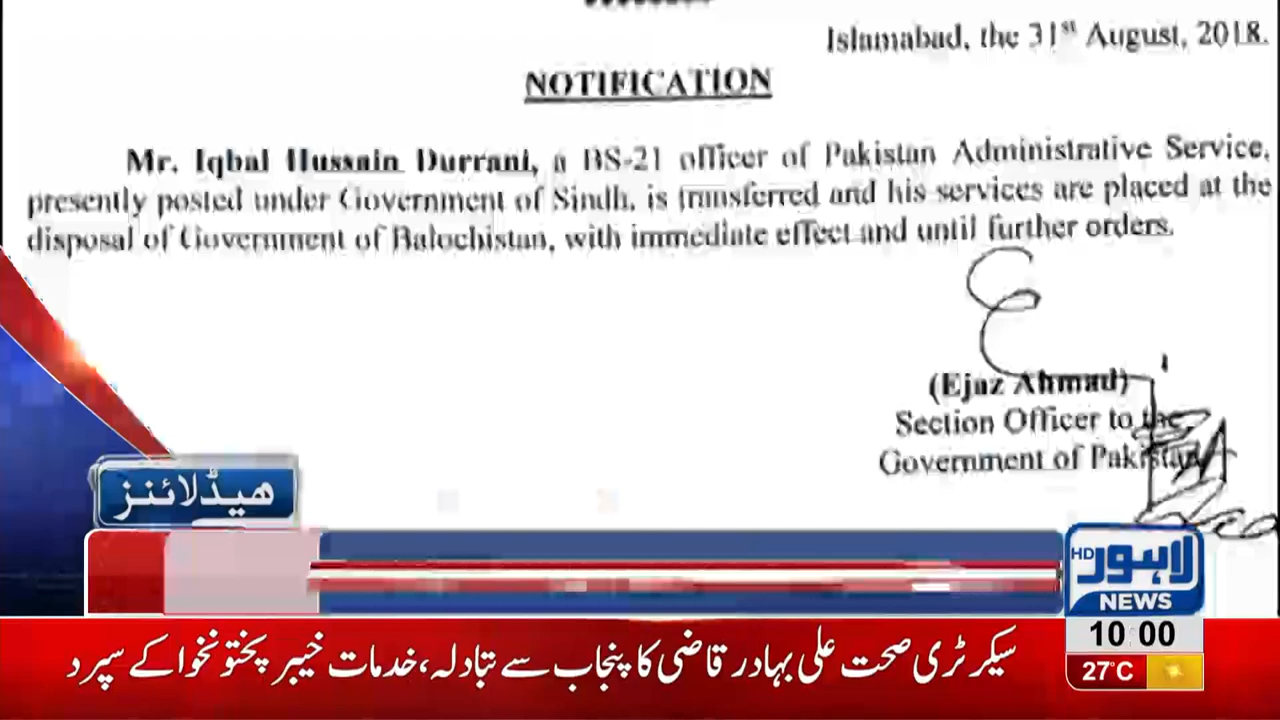 Islamabad, the 31st August, 2018.
NOTIFICATION
Mr. Iqbal Hussain Durrani, a BS-21 officer of Pakistan Administrative Service,
presently posted under Government of Sindh, is transferred and his services are placed at the
disposal of Government of Balochistan, with immediate effect and until further orders.
(Ejaz Ahmad)
Section Officer to the
Government of Pakistan
ھیڈلائنز
HD لاہور
NEWS
10:00
27°C
سیکرٹری صحت علی بہادر قاضی کا پنجاب سے تبادلہ، خدمات خیبر پختونخوا کے سپرد